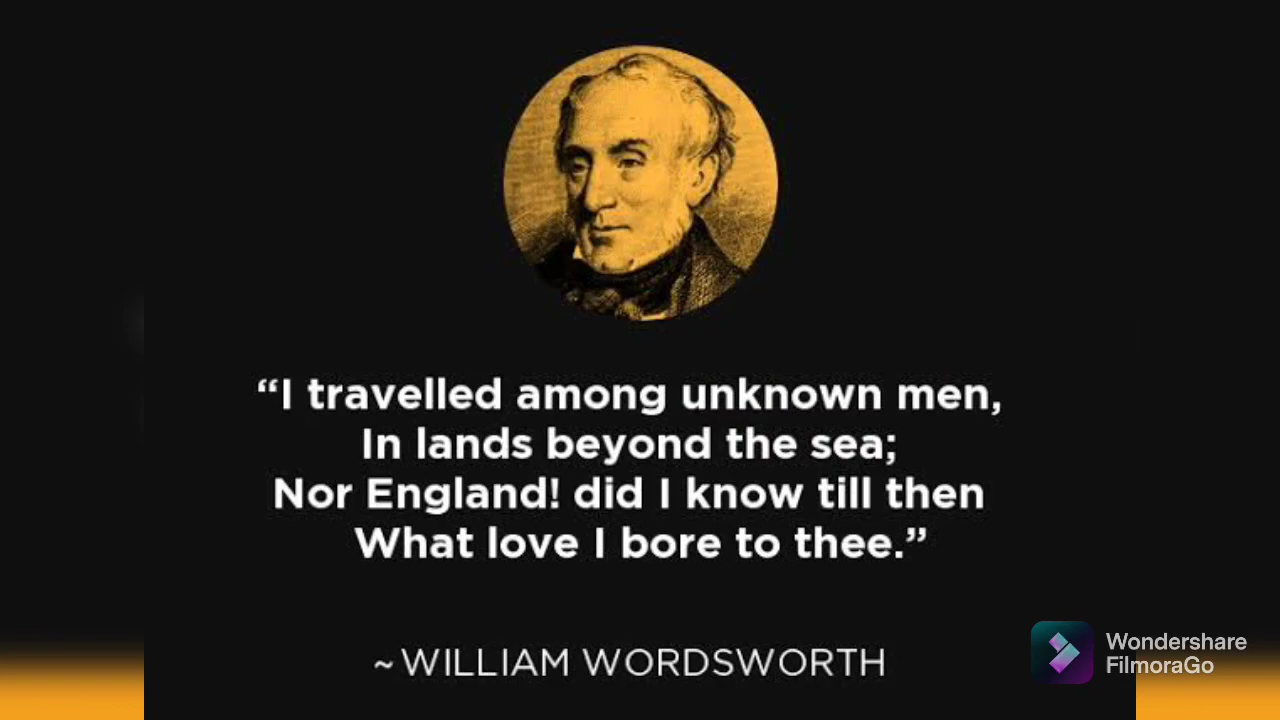 “I travelled among unknown men,
In lands beyond the sea;
Nor England! did I know till then
What love I bore to thee.”
~WILLIAM WORDSWORTH
Wondershare
FilmoraGo